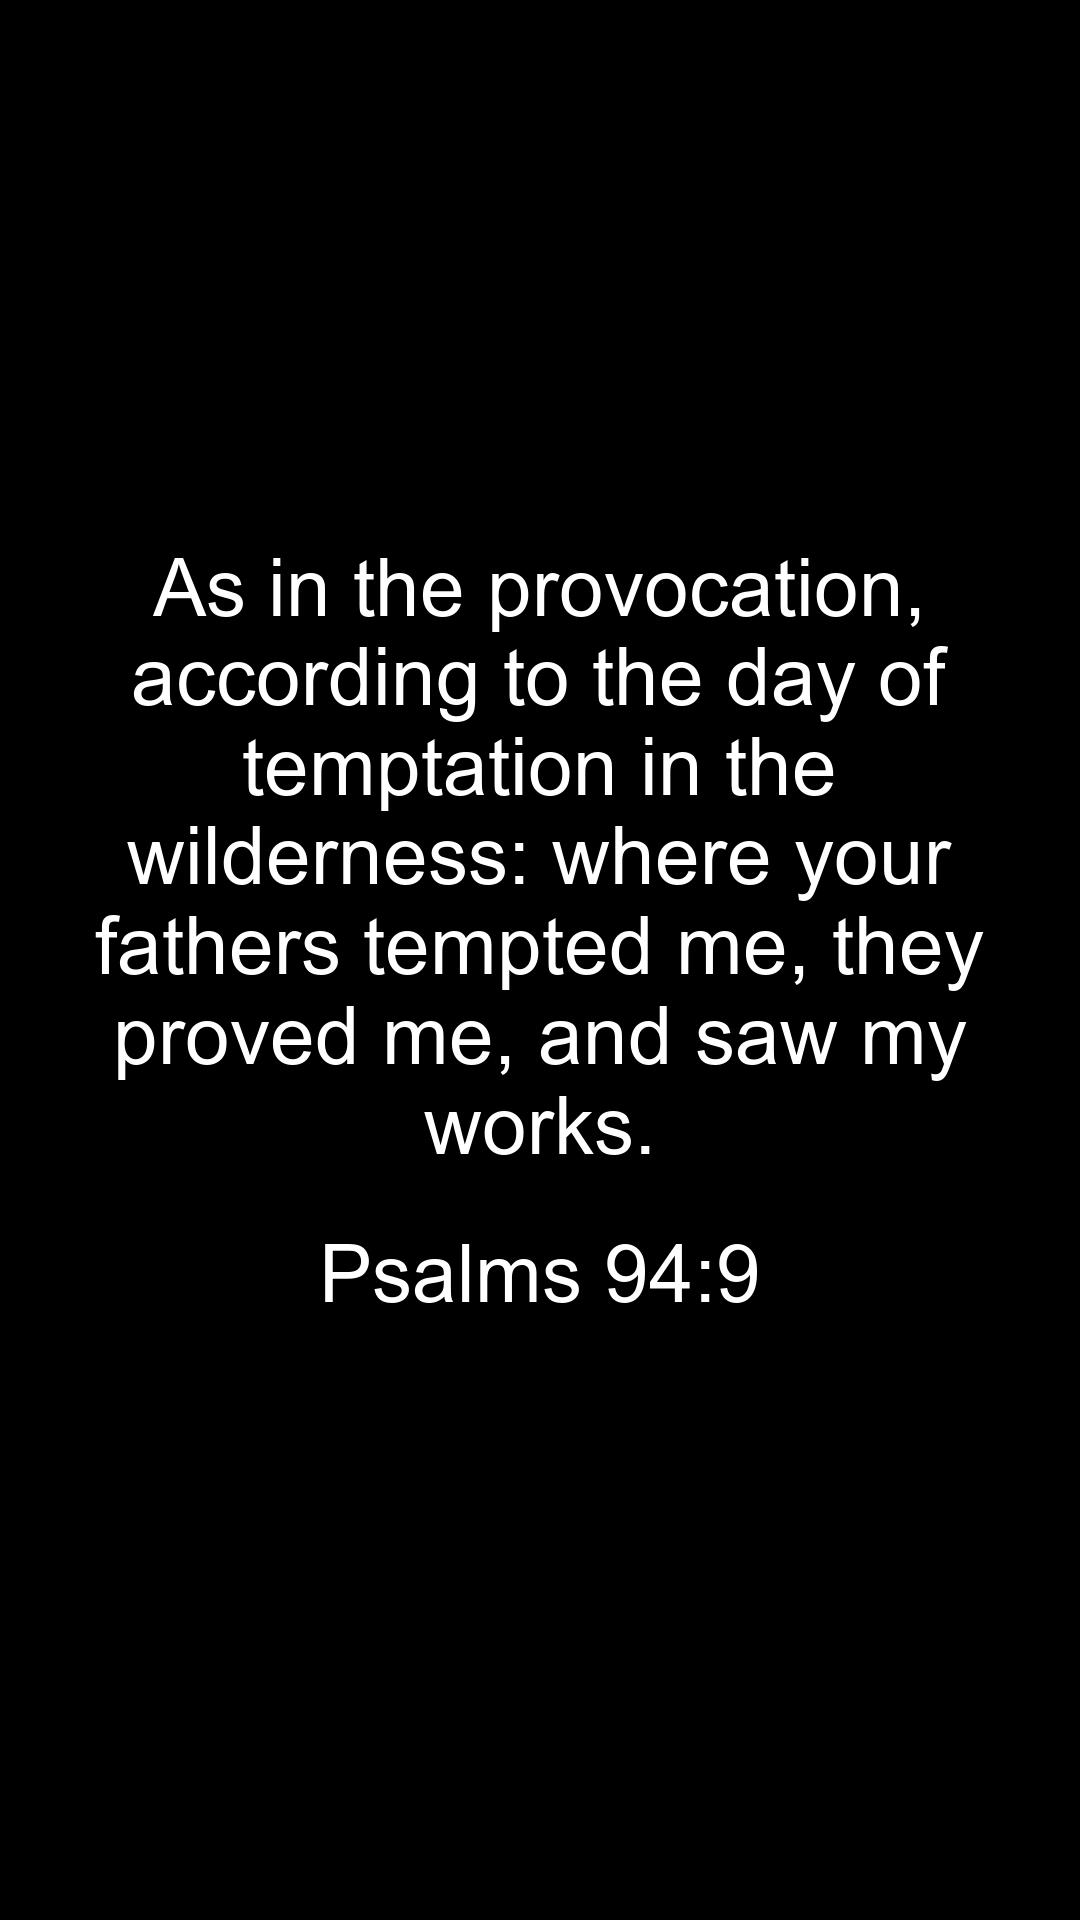 As in the provocation,
according to the day of
temptation in the
wilderness: where your
fathers tempted me, they
proved me, and saw my
works.
Psalms 94:9